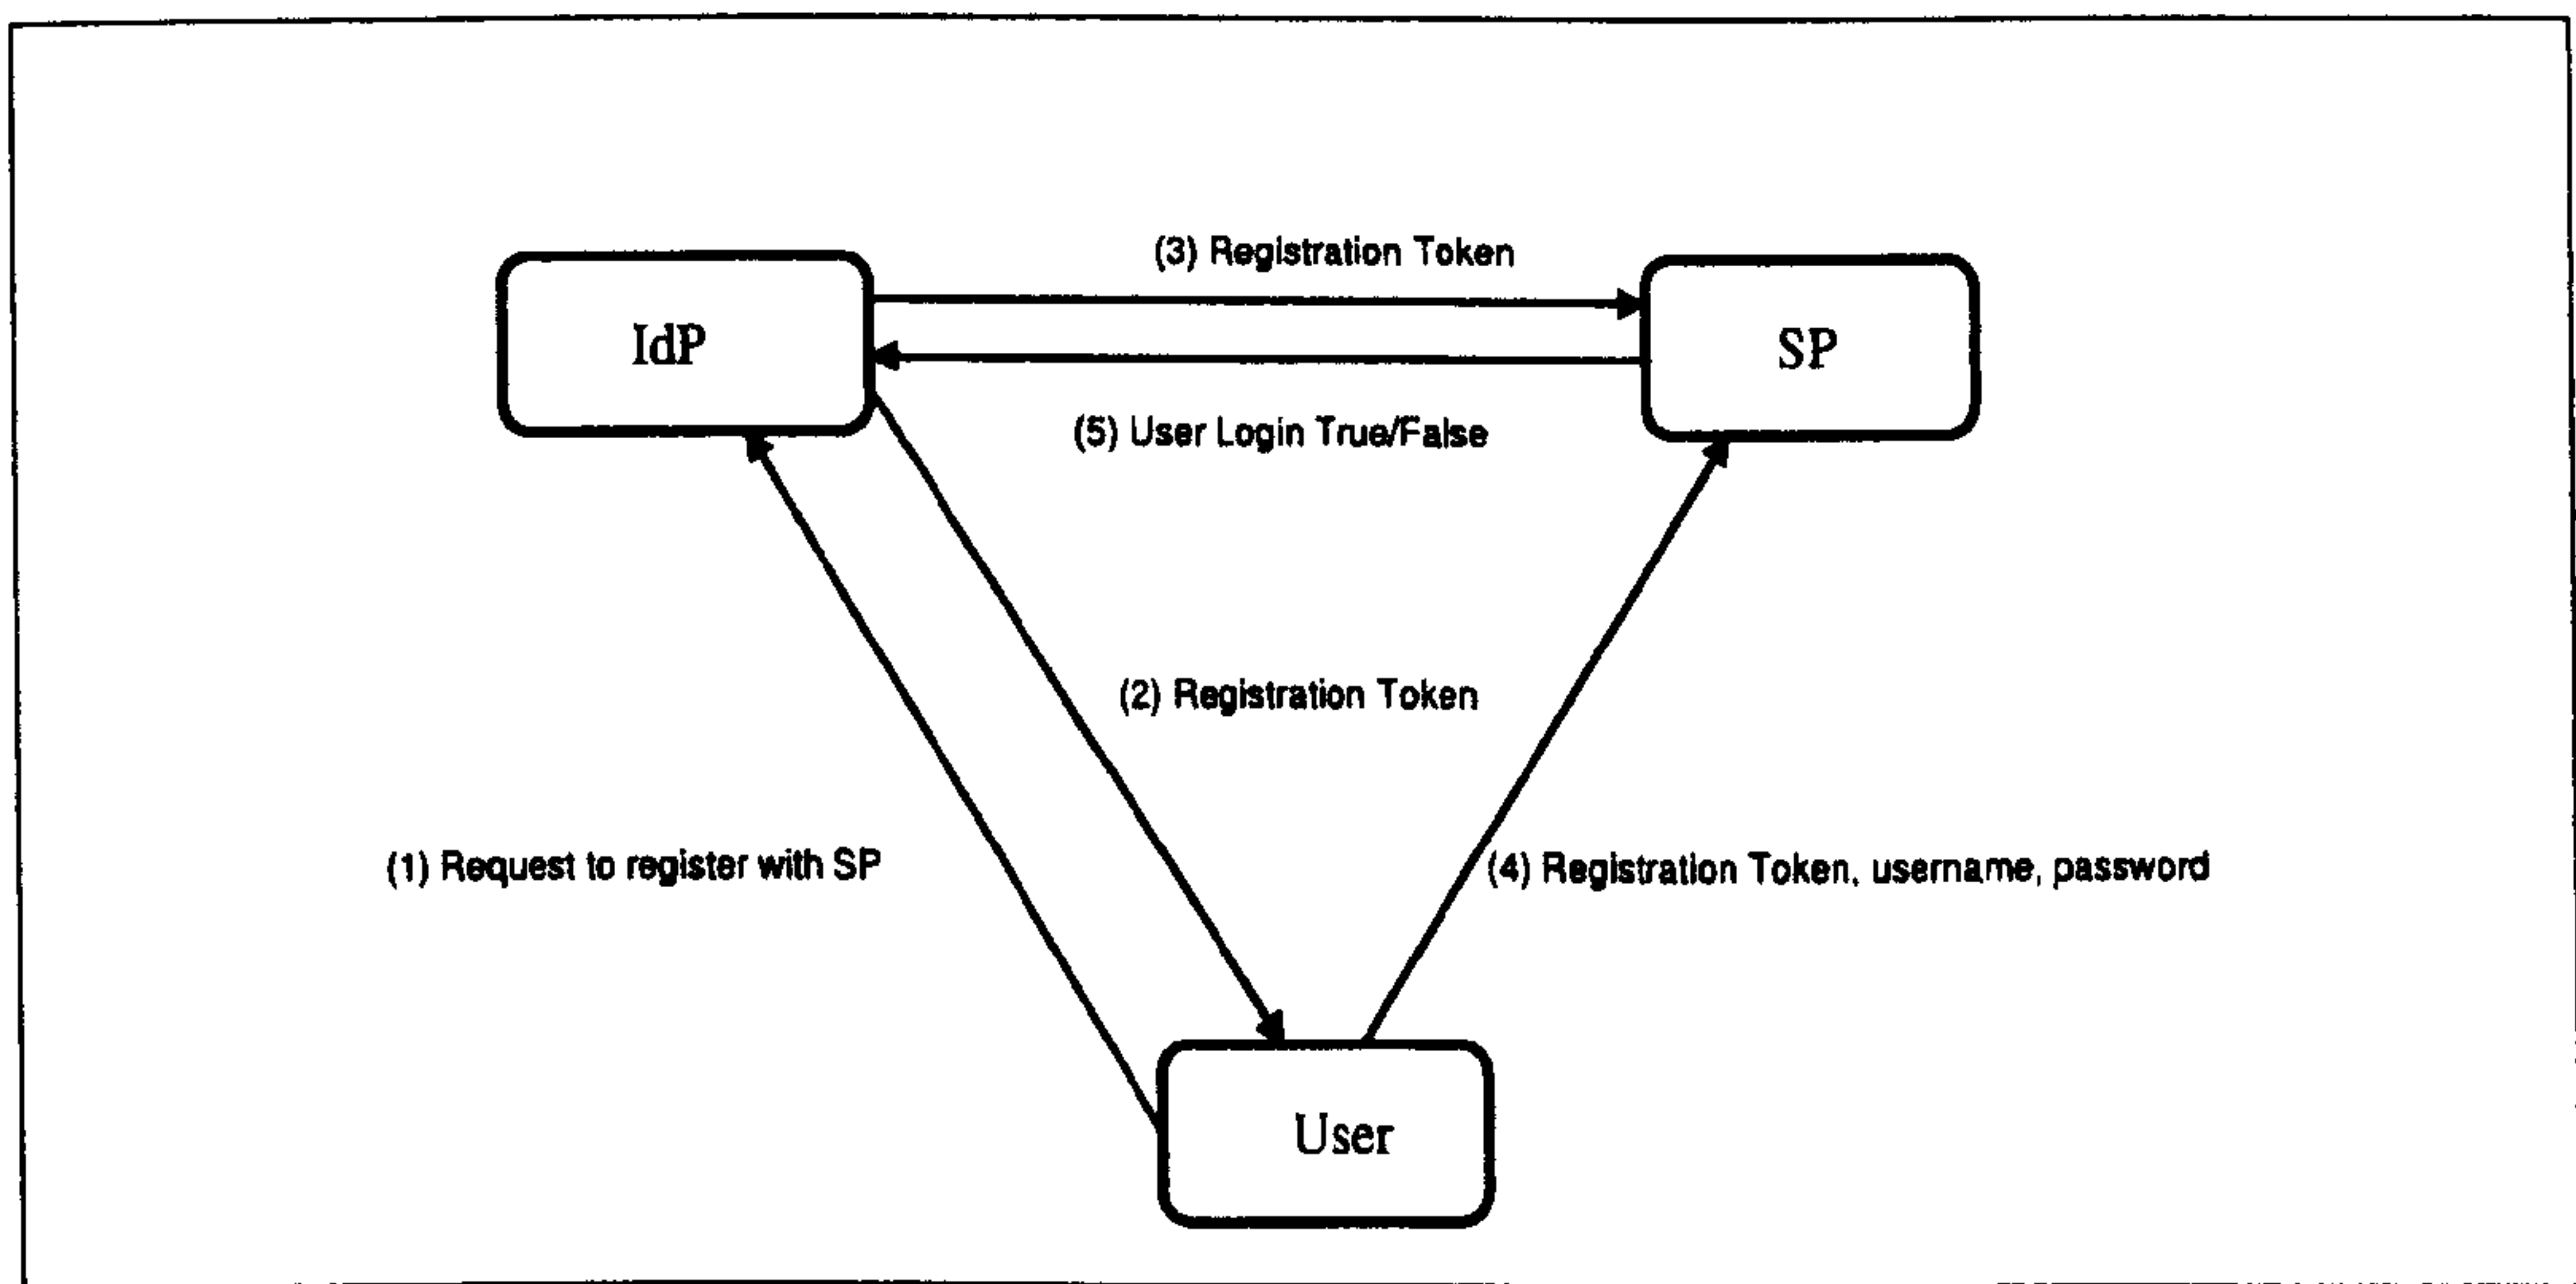 (3) Registration Token
IdP
SP
(5) User Login True/False
(2) Registration Token
(1) Request to register with SP
(4) Registration Token, username, password
User